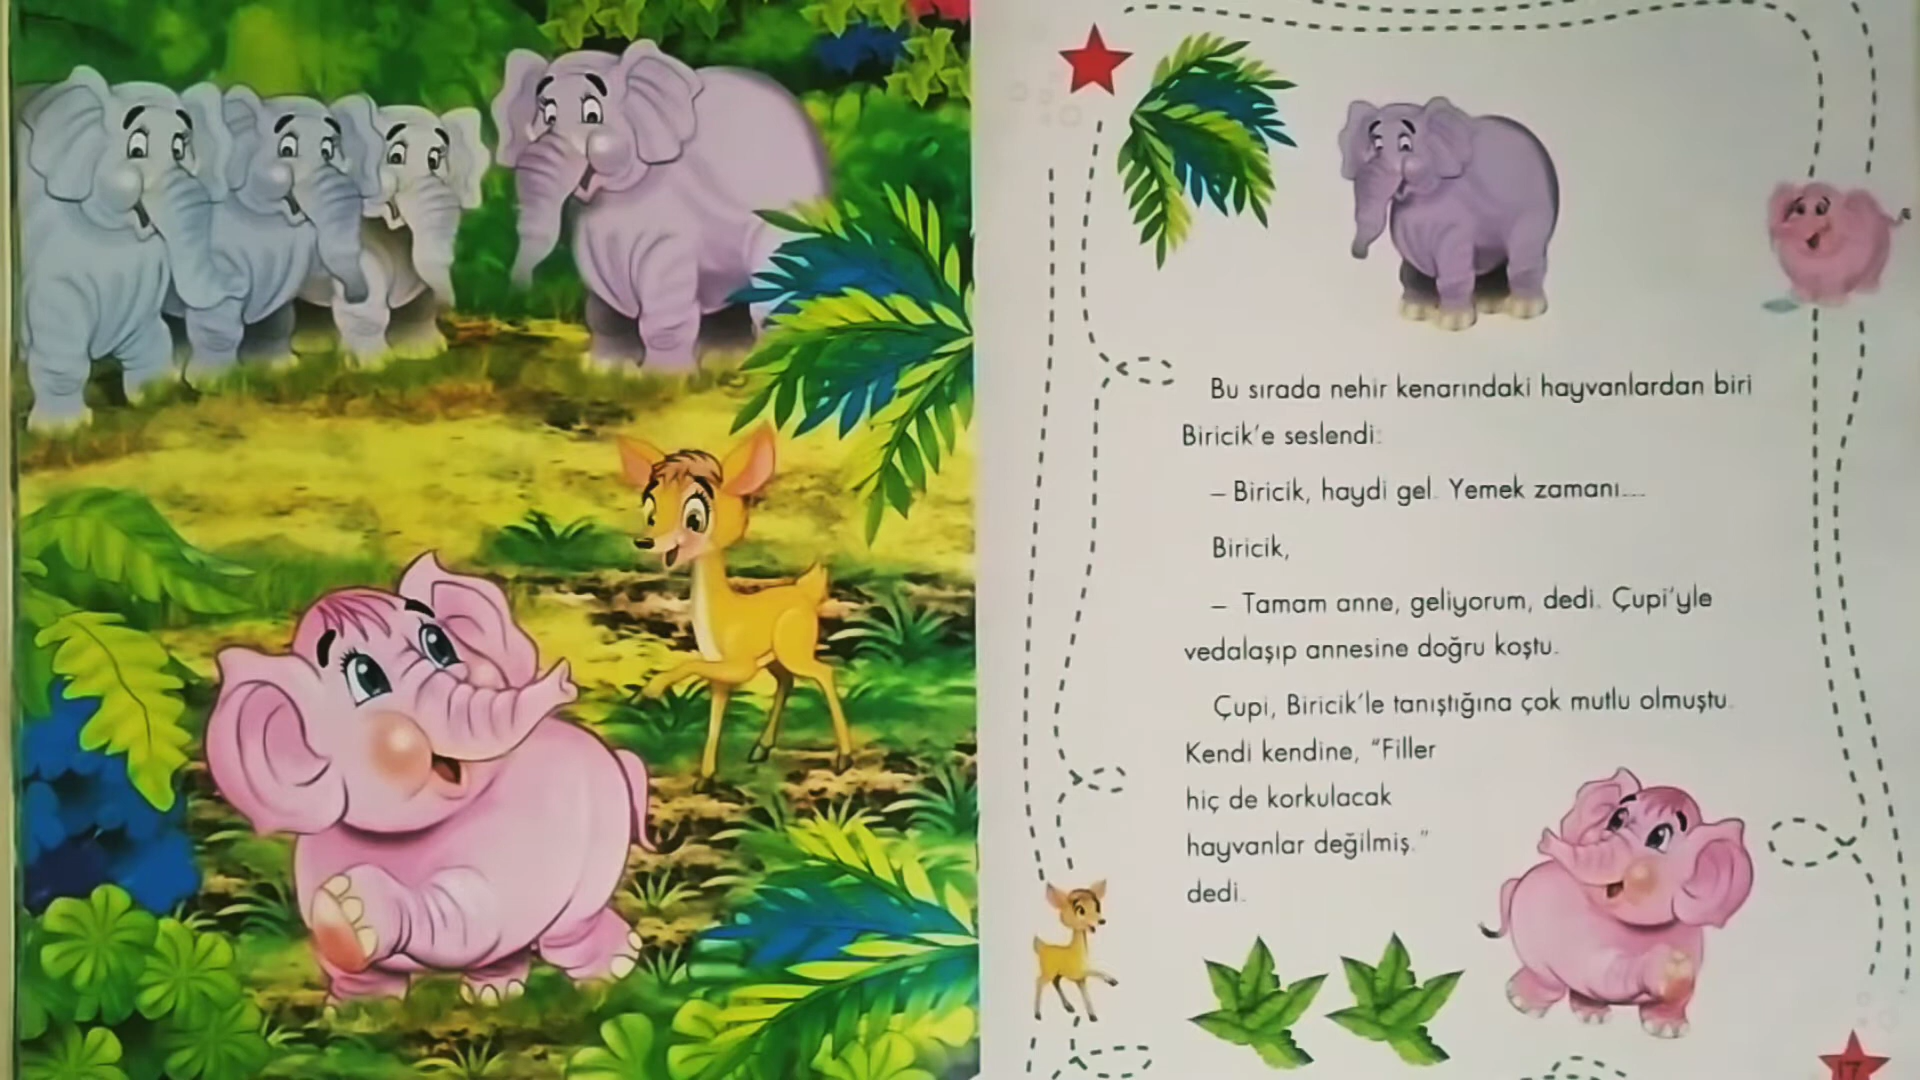 Bu sırada nehir kenarındaki hayvanlardan biri
Biricik'e seslendi:
– Biricik, haydi gel. Yemek zamanı...
Biricik,
– Tamam anne, geliyorum, dedi. Çupi'yle
vedalaşıp annesine doğru koştu.
Çupi, Biricik'le tanıştığına çok mutlu olmuştu.
Kendi kendine, "Filler
hiç de korkulacak
hayvanlar değilmiş."
dedi.
17